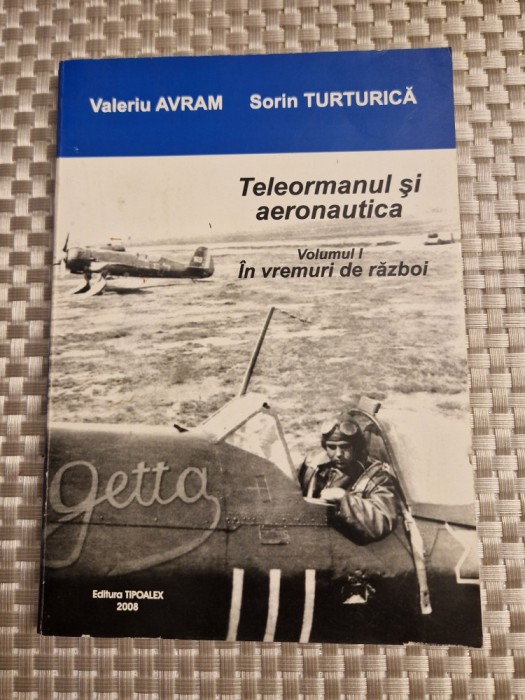 Valeriu AVRAM Sorin TURTURICĂ
Teleormanul şi
aeronautica
Volumul I
În vremuri de război
getta
Editura TIPOALEX
2008